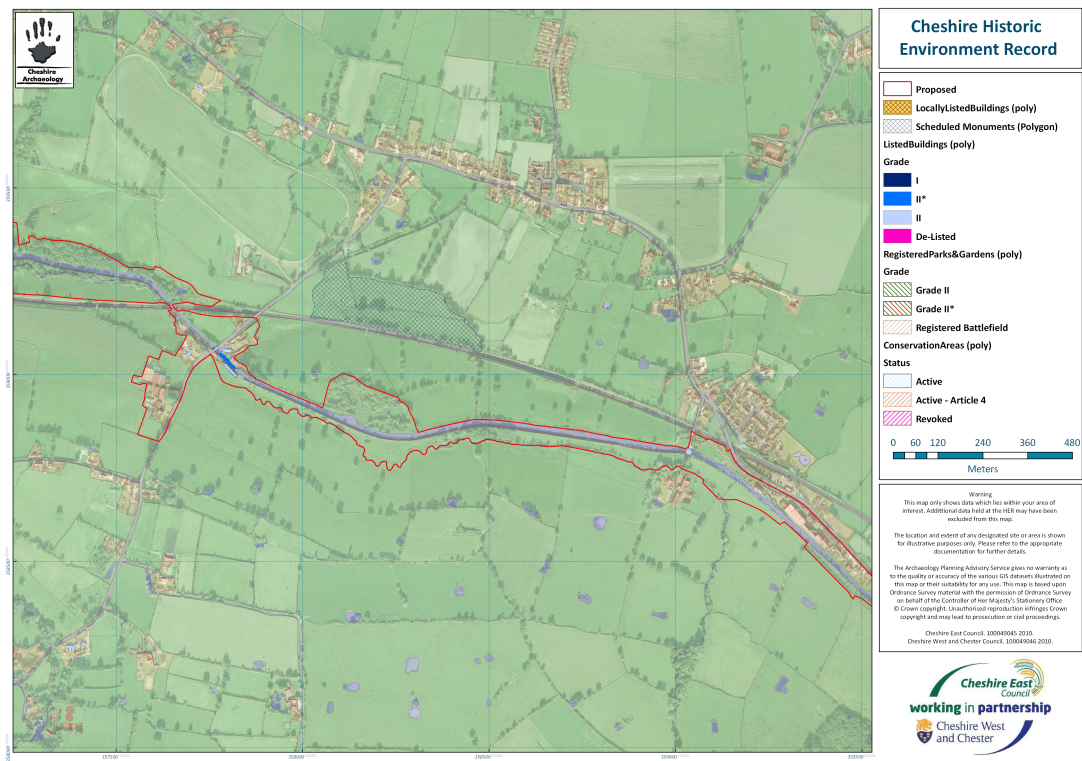 Cheshire
Archaeology
Cheshire Historic
Environment Record
Proposed
LocallyListedBuildings (poly)
Scheduled Monuments (Polygon)
ListedBuildings (poly)
Grade
I
II*
II
De-Listed
RegisteredParks&Gardens (poly)
Grade
Grade II
Grade II*
Registered Battlefield
ConservationAreas (poly)
Status
Active
Active - Article 4
Revoked
0 60 120 240 360 480
Meters
Warning
This map only shows data which lies within your area of
interest. Addittional data held at the HER may have been
excluded from this map.
The location and extent of any designated site or area is shown
for illustrative purposes only. Please refer to the appropriate
documentation for further details.
The Archaeology Planning Advisory Service gives no warranty as
to the quality or accuracy of the various GIS datasets illustrated on
this map or their suitability for any use. This map is based upon
Ordnance Survey material with the permission of Ordnance Survey
on behalf of the Controller of Her Majesty's Stationery Office
© Crown copyright. Unauthorised reproduction infringes Crown
copyright and may lead to prosecution or civil proceedings.
Cheshire East Council. 100049045 2010.
Cheshire West and Chester Council. 100049046 2010.
Cheshire East
Council
working in partnership
Cheshire West
and Chester
357500 358000 358500 359000 359500